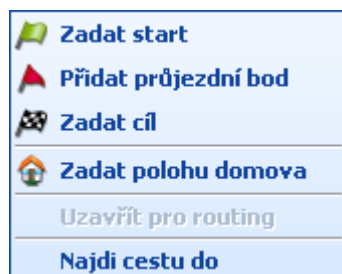 Zadat start
Přidat průjezdní bod
Zadat cíl
Zadat polohu domova
Uzavřít pro routing
Najdi cestu do